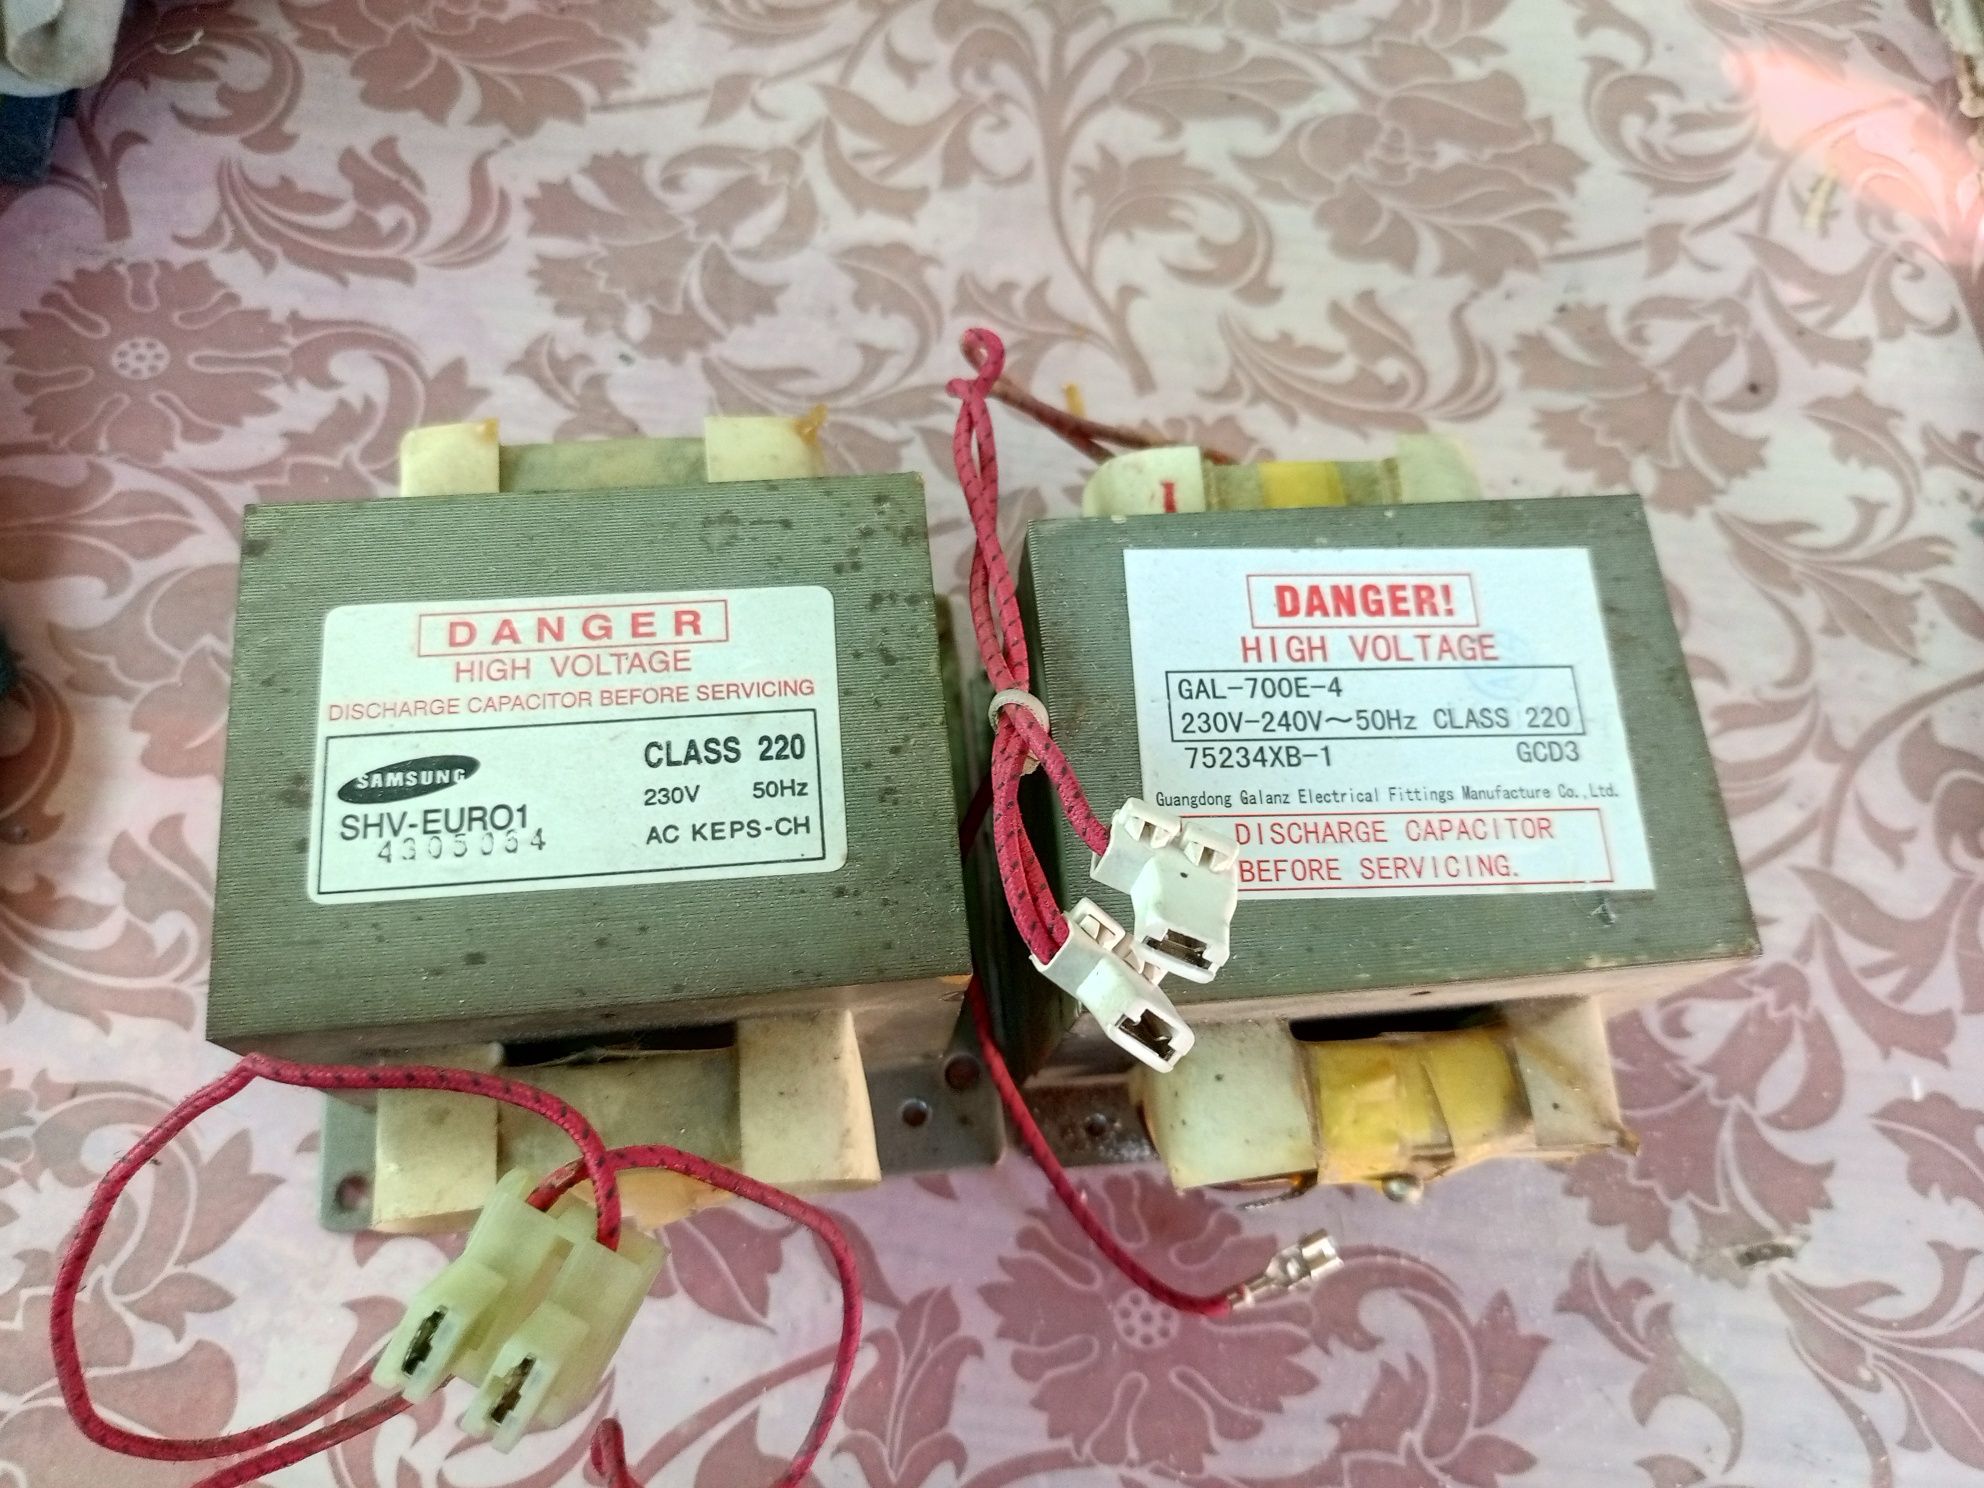 DANGER
HIGH VOLTAGE
DISCHARGE CAPACITOR BEFORE SERVICING
SAMSUNG
CLASS 220
230V 50Hz
SHV-EURO1
AC KEPS-CH
4305034
DANGER!
HIGH VOLTAGE
GAL-700E-4
230V-240V~50Hz CLASS 220
75234XB-1 GCD3
Guangdong Galanz Electrical Fittings Manufacture Co.,Ltd.
DISCHARGE CAPACITOR
BEFORE SERVICING.